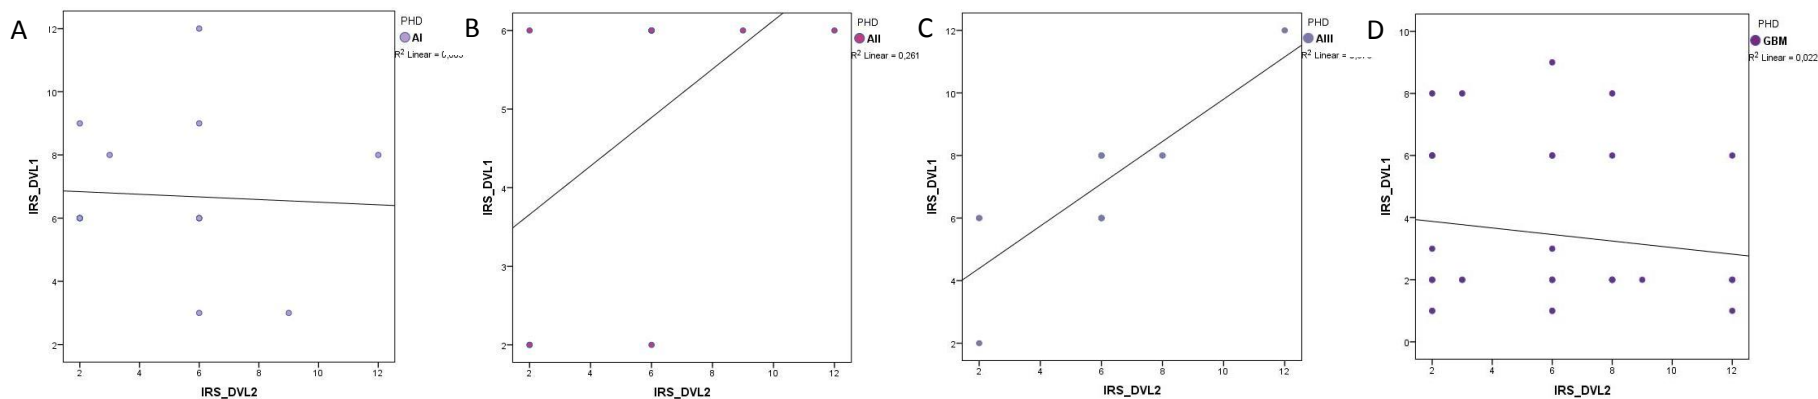 A
12
10
8
6
4
2
IRS_DVL1
2 4 6 8 10 12
IRS_DVL2
PHD
AI
R2 Linear =
B
6
5
4
3
2
IRS_DVL1
2 4 6 8 10 12
IRS_DVL2
PHD
AII
R2 Linear = 0,261
C
12
10
8
6
4
2
IRS_DVL1
2 4 6 8 10 12
IRS_DVL2
PHD
AIII
R2 Linear =
D
10
8
6
4
2
0
IRS_DVL1
2 4 6 8 10 12
IRS_DVL2
PHD
GBM
R2 Linear = 0,022